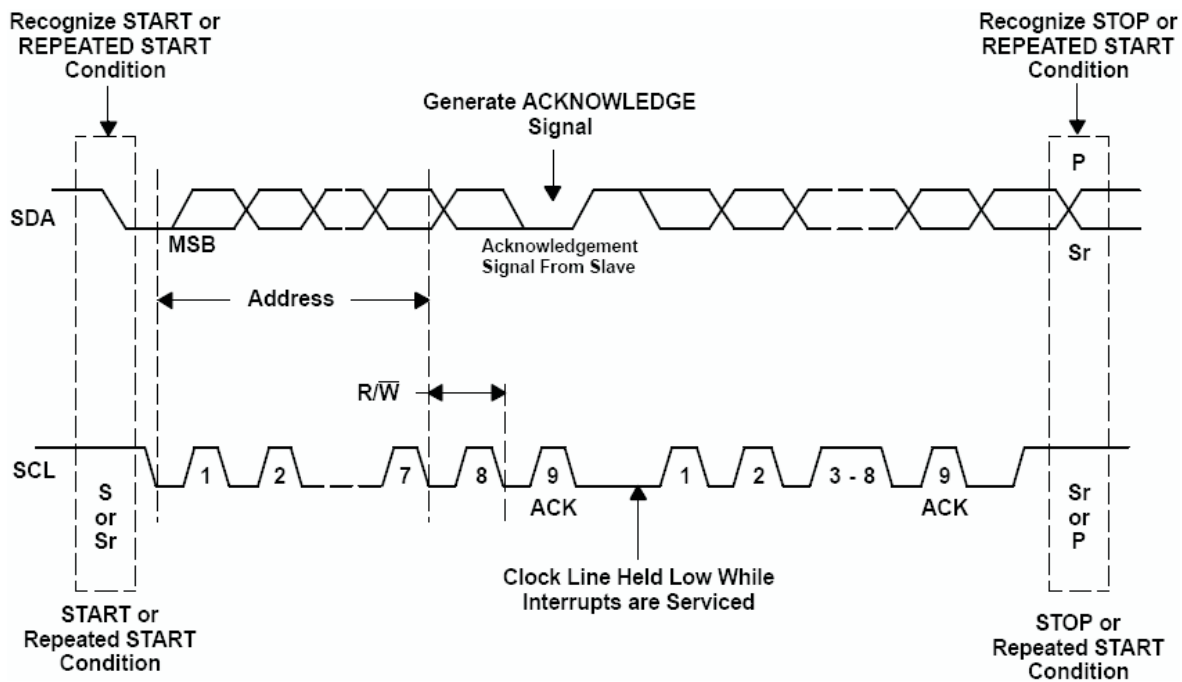 Recognize START or
REPEATED START
Condition
Recognize STOP or
REPEATED START
Condition
Generate ACKNOWLEDGE
Signal
P
SDA
MSB
Acknowledgement
Signal From Slave
Sr
Address
R/W̅
SCL
1
2
7
8
9
1
2
3 - 8
9
ACK
ACK
S
or
Sr
Sr
or
P
Clock Line Held Low While
Interrupts are Serviced
START or
Repeated START
Condition
STOP or
Repeated START
Condition